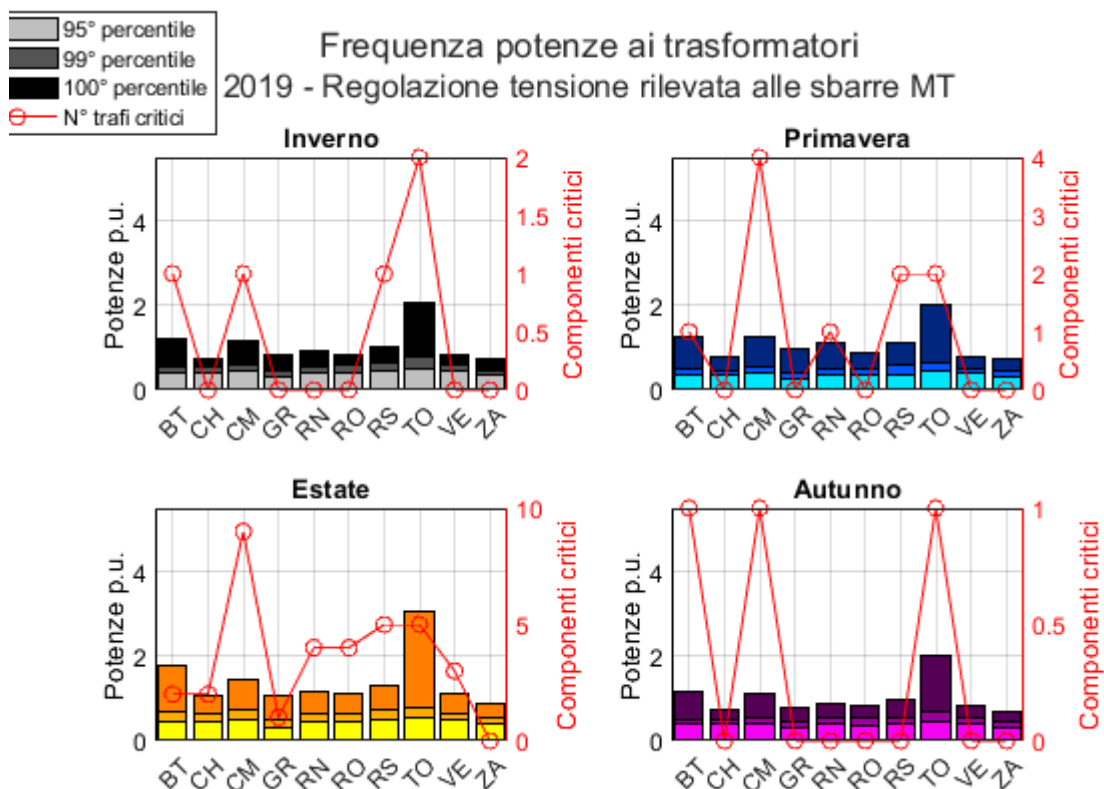 95° percentile
99° percentile
100° percentile
N° trafi critici
Frequenza potenze ai trasformatori
2019 - Regolazione tensione rilevata alle sbarre MT
Inverno
Potenze p.u.
4
2
0
2
1.5
1
0.5
0
Componenti critici
BT CH CM GR RN RO RS TO VE ZA
Primavera
Potenze p.u.
4
2
0
4
3
2
1
0
Componenti critici
BT CH CM GR RN RO RS TO VE ZA
Estate
Potenze p.u.
4
2
0
10
5
0
Componenti critici
BT CH CM GR RN RO RS TO VE ZA
Autunno
Potenze p.u.
4
2
0
1
0.5
0
Componenti critici
BT CH CM GR RN RO RS TO VE ZA